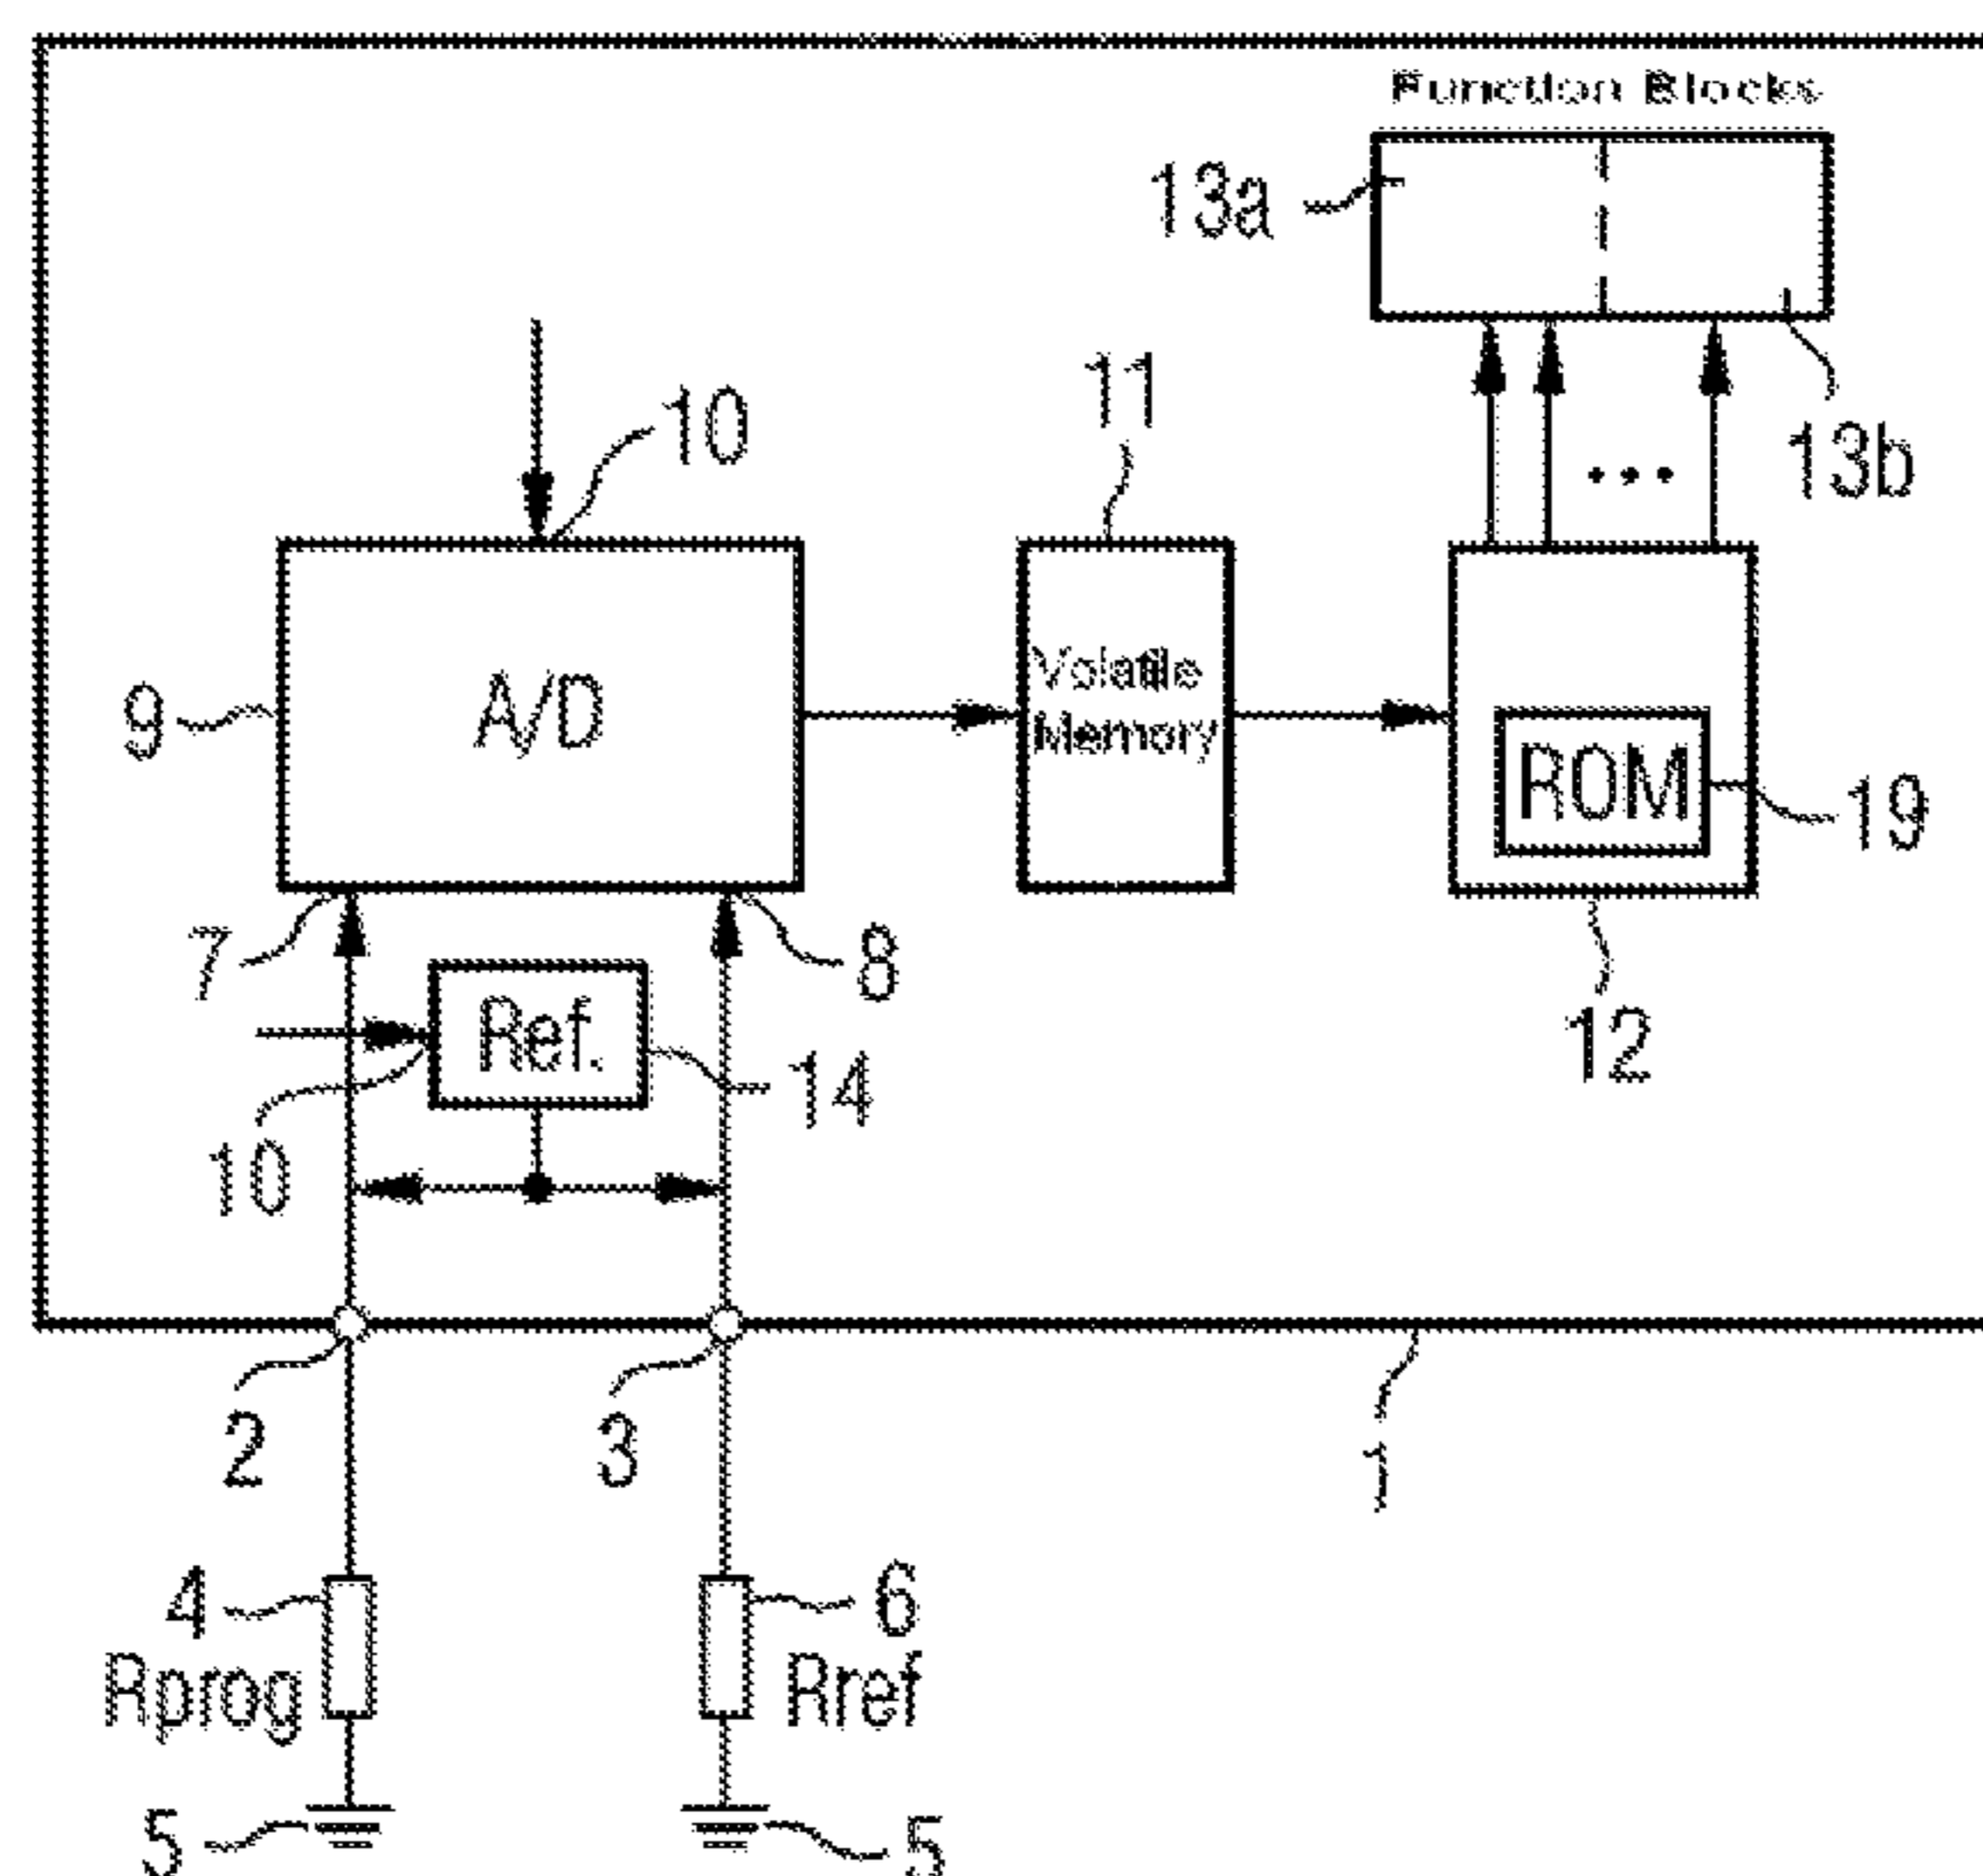 Function Blocks
13a
13b
10
11
A/D
9
Volatile
Memory
ROM
19
7
8
Ref.
14
12
10
2
3
1
4
6
Rprog
Rref
5
5